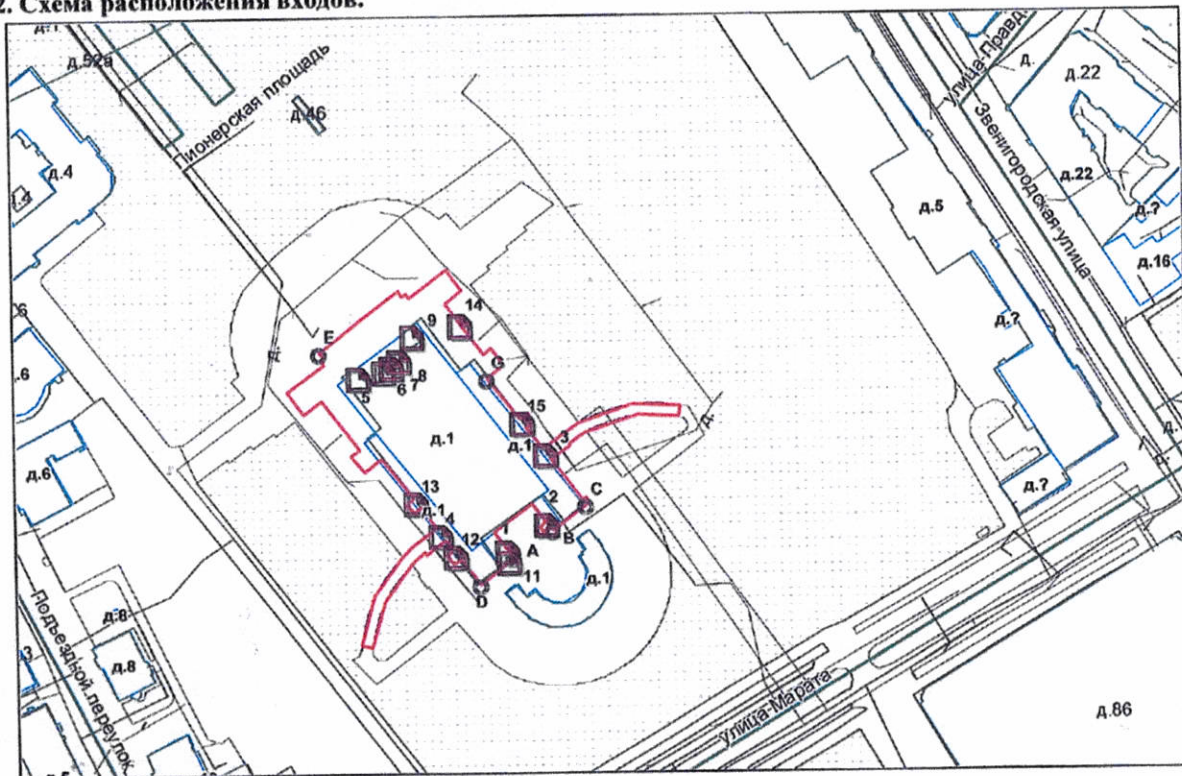 2. Схема расположения входов.
д.52а
Пионерская площадь
д.46
улица-Правд
д.
д.22
д.4
Звенигородская-улица
д.22
д.5
д.?
д.16
14
9
E
G
д.?
.6
8
7
6
5
15
д.1
д.1
3
д.
д.6
C
д.?
13
д.1
2
4
1
B
12
A
11
д.1
D
Подъездной-переулок
д.8
д.8
улица-Марата
д.86